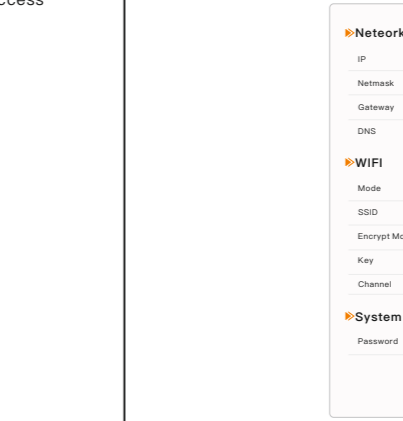 ccess
Neteork
IP
Netmask
Gateway
DNS
WIFI
Mode
SSID
Encrypt Mo
Key
Channel
System
Password